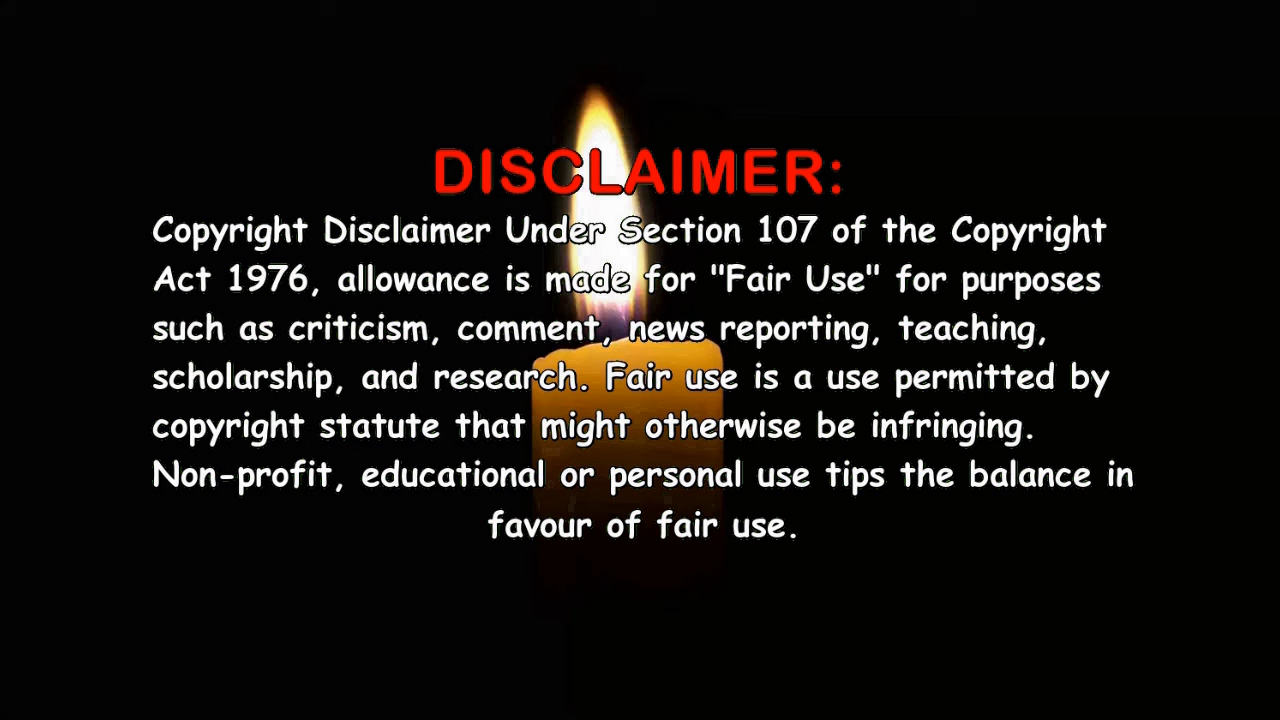 DISCLAIMER:
Copyright Disclaimer Under Section 107 of the Copyright
Act 1976, allowance is made for "Fair Use" for purposes
such as criticism, comment, news reporting, teaching,
scholarship, and research. Fair use is a use permitted by
copyright statute that might otherwise be infringing.
Non-profit, educational or personal use tips the balance in
favour of fair use.